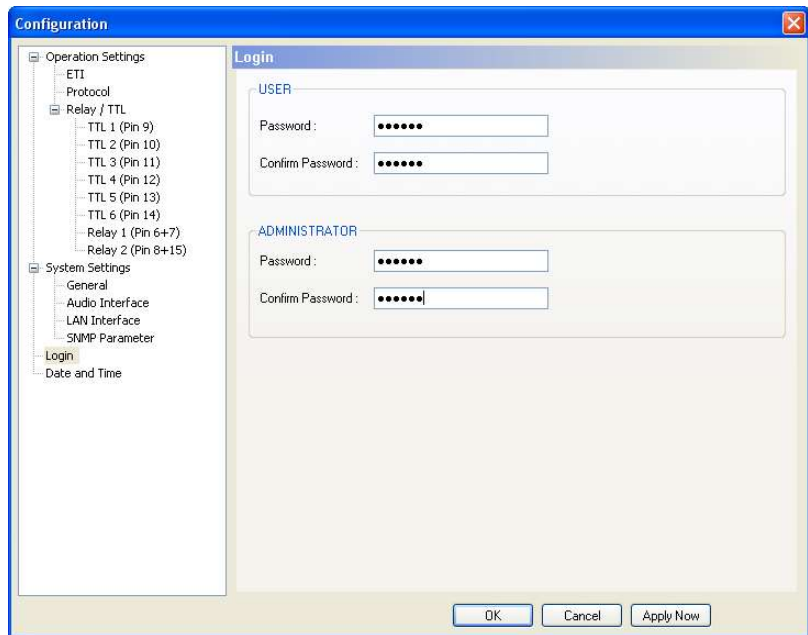 Configuration
Operation Settings
ETI
Protocol
Relay / TTL
TTL 1 (Pin 9)
TTL 2 (Pin 10)
TTL 3 (Pin 11)
TTL 4 (Pin 12)
TTL 5 (Pin 13)
TTL 6 (Pin 14)
Relay 1 (Pin 6+7)
Relay 2 (Pin 8+15)
System Settings
General
Audio Interface
LAN Interface
SNMP Parameter
Login
Date and Time
Login
USER
Password :
Confirm Password :
ADMINISTRATOR
Password :
Confirm Password :
OK Cancel Apply Now